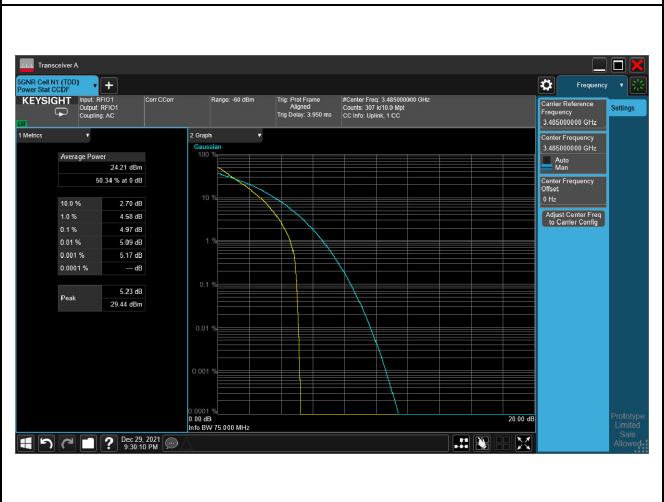 Transceiver A
5GNR Cell N1 (TDD)
Power Stat CCDF
Frequency
KEYSIGHT
Input: RFIO1
Output: RFIO1
Coupling: AC
Corr CCorr
Range: -60 dBm
Trig: Prot Frame
Aligned
Trig Delay: 3.950 ms
#Center Freq: 3.485000000 GHz
Counts: 307 k/10.0 Mpt
CC Info: Uplink, 1 CC
Carrier Reference
Frequency
3.485000000 GHz
Settings
1 Metrics
2 Graph
Center Frequency
3.485000000 GHz
Auto
Man
Center Frequency
Offset
0 Hz
Adjust Center Freq
to Carrier Config
Average Power
24.21 dBm
50.34 % at 0 dB
10.0 % 2.70 dB
1.0 % 4.58 dB
0.1 % 4.97 dB
0.01 % 5.09 dB
0.001 % 5.17 dB
0.0001 % --- dB
Peak
5.23 dB
29.44 dBm
Gaussian
100 %
10 %
1 %
0.1 %
0.01 %
0.001 %
0.0001 %
0.00 dB
20.00 dB
Info BW 75.000 MHz
Dec 29, 2021
9:30:10 PM
Prototype
Limited
Sale
Allowed